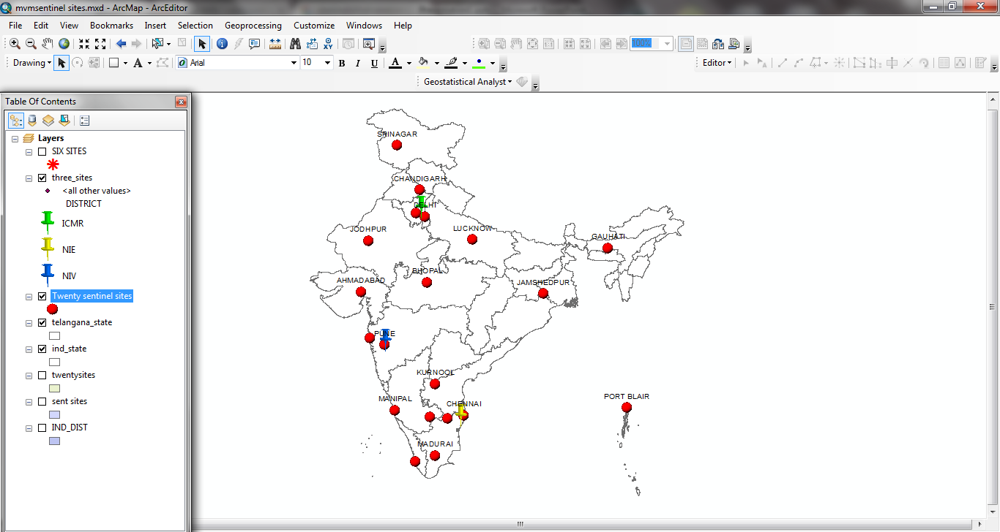 mvmsentinel sites.mxd - ArcMap - ArcEditor
File Edit View Bookmarks Insert Selection Geoprocessing Customize Windows Help
100%
Drawing Arial 10 B I U A Editor
Geostatistical Analyst
Table Of Contents
Layers
SIX SITES
three_sites
<all other values>
DISTRICT
ICMR
NIE
NIV
Twenty sentinel sites
telangana_state
ind_state
twentysites
sent sites
IND_DIST
SRINAGAR
CHANDIGARH
DELHI
JODHPUR
LUCKNOW
GAUHATI
BHOPAL
AHMADABAD
JAMSHEDPUR
PUNE
KURNOOL
MANIPAL
CHENNAI
PORT BLAIR
MADURAI